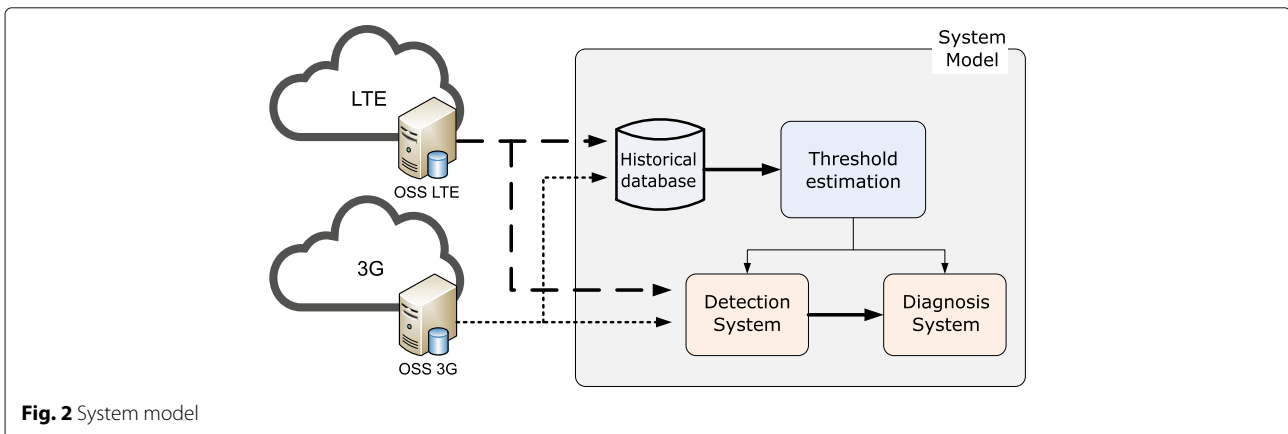 System
Model
LTE
OSS LTE
Historical
database
Threshold
estimation
3G
OSS 3G
Detection
System
Diagnosis
System
Fig. 2 System model